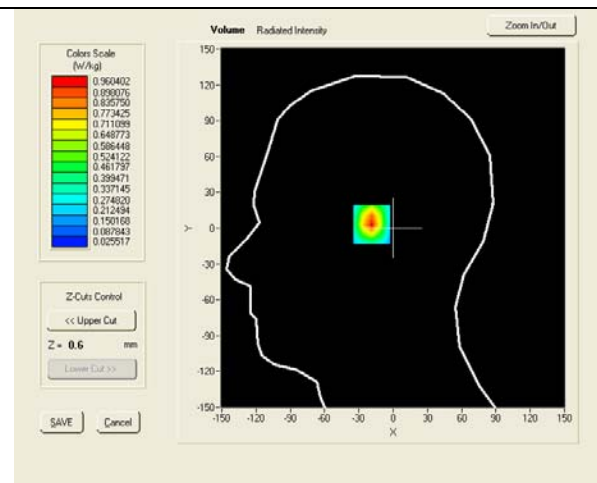 Volume Radiated Intensity
Zoom In/Out
Colors Scale
(W/kg)
0.960402
0.898076
0.835750
0.773425
0.711099
0.648773
0.586448
0.524122
0.461797
0.399471
0.337145
0.274820
0.212494
0.150168
0.087843
0.025517
Z-Cuts Control
<< Upper Cut
Z = 0.6 mm
Lower Cut >>
SAVE Cancel
150
120
90
60
30
0
-30
-60
-90
-120
-150
Y
-150 -120 -90 -60 -30 0 30 60 90 120 150
X